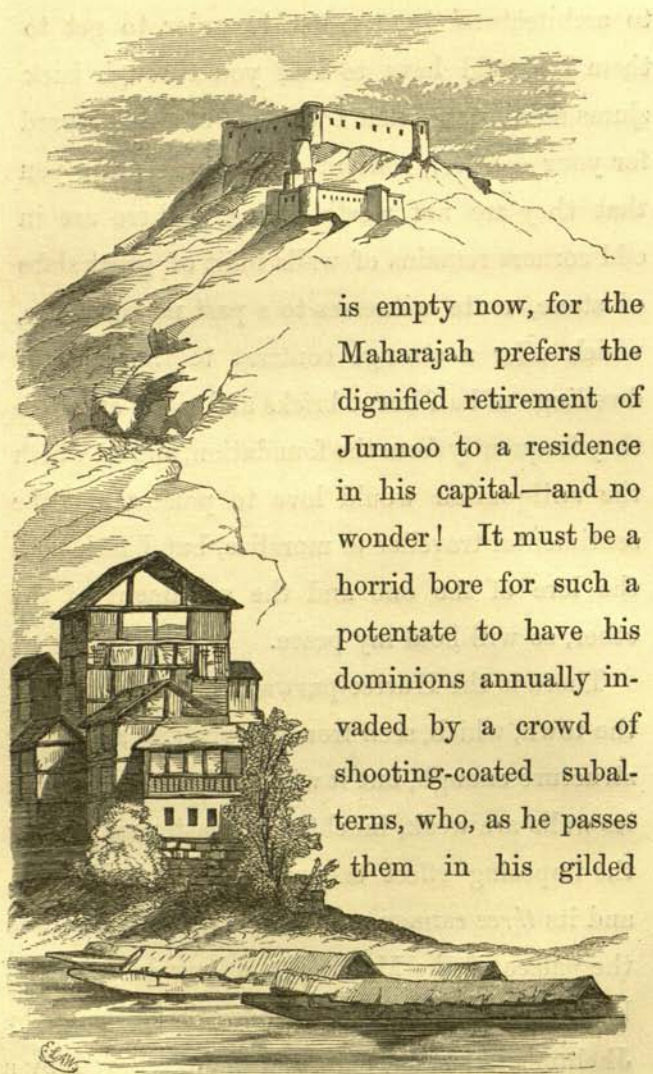 is empty now, for the
Maharajah prefers the
dignified retirement of
Jumnoo to a residence
in his capital—and no
wonder! It must be a
horrid bore for such a
potentate to have his
dominions annually in-
vaded by a crowd of
shooting-coated subal-
terns, who, as he passes
them in his gilded